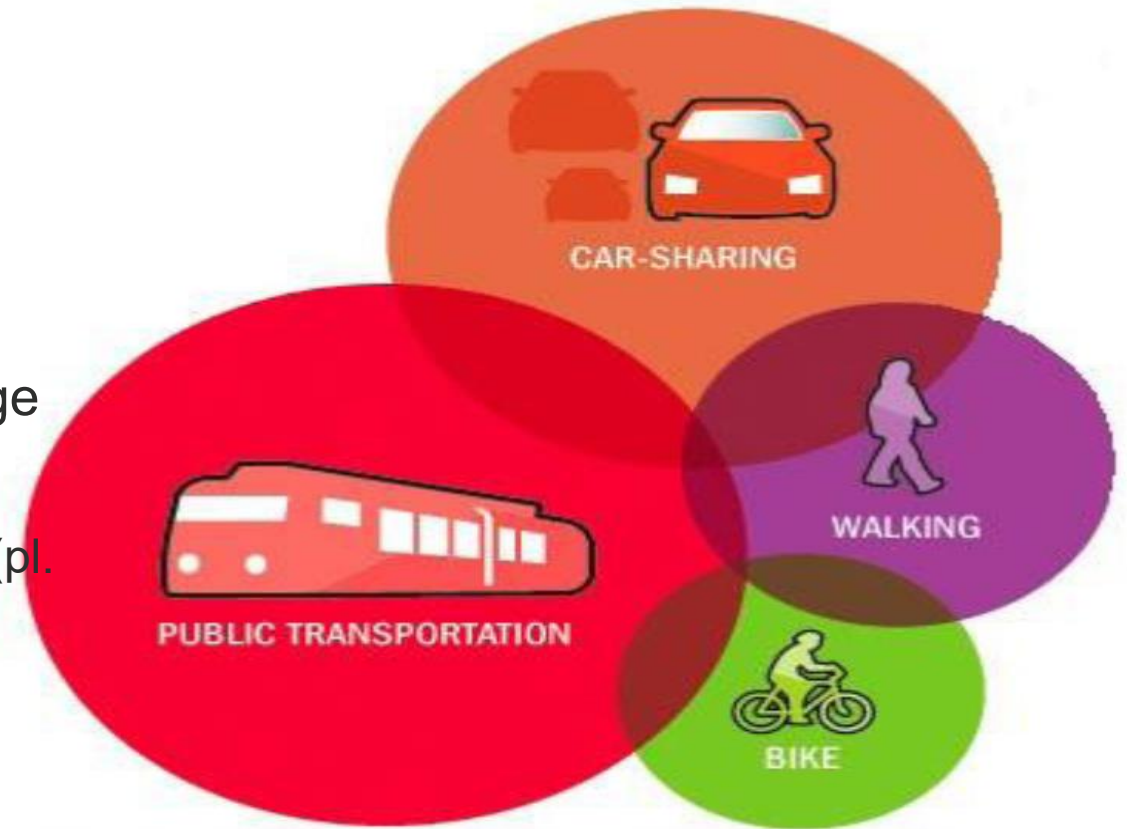 CAR-SHARING
ge
WALKING
(pl.
PUBLIC TRANSPORTATION
BIKE